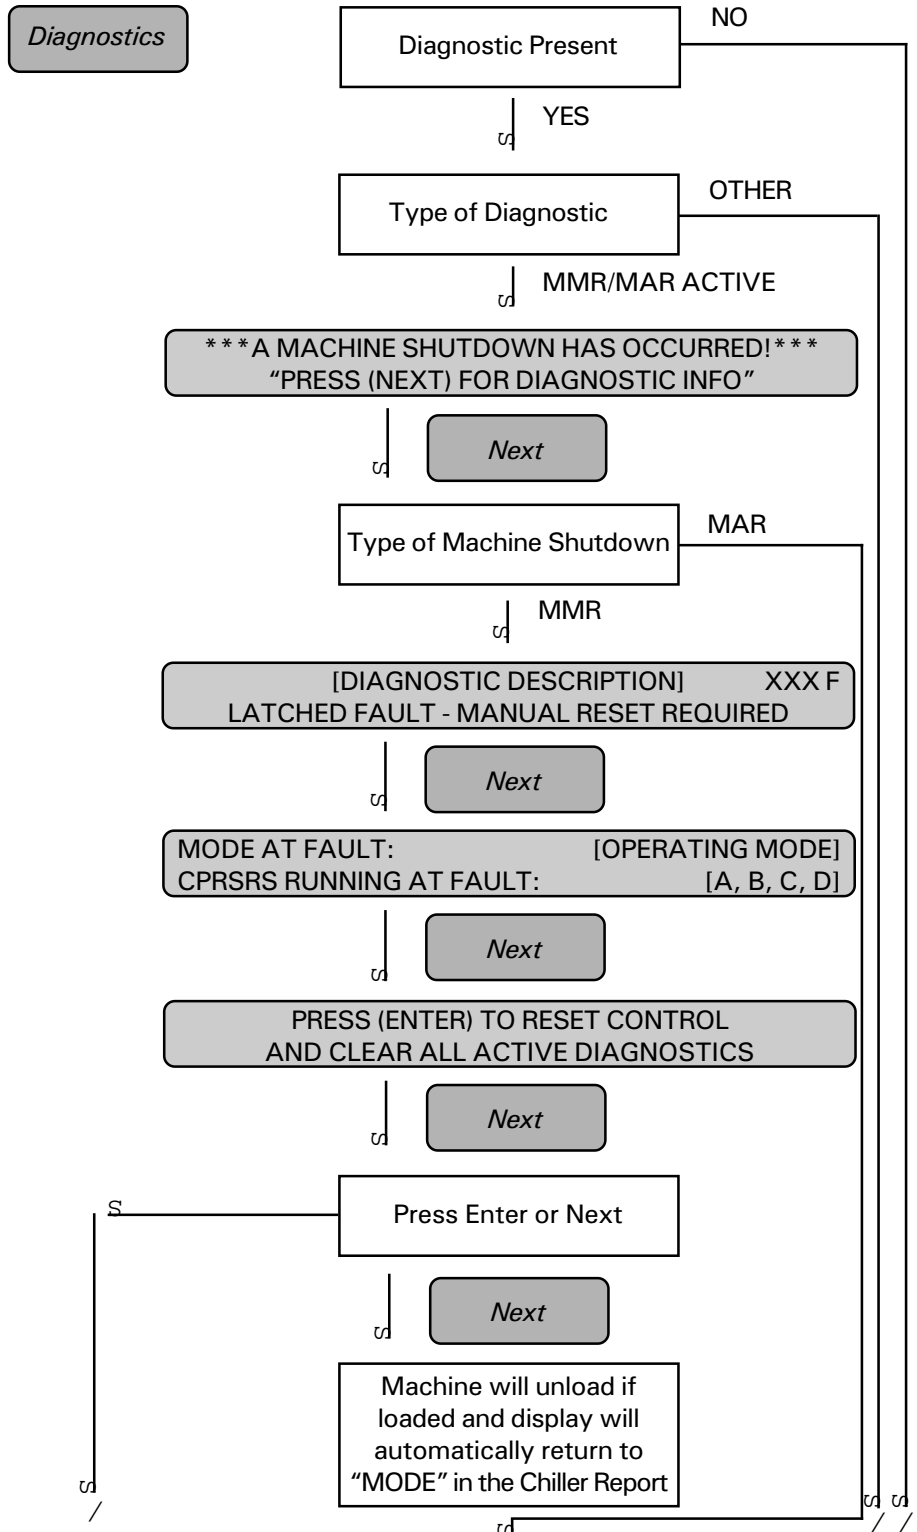 Diagnostics
Diagnostic Present
NO
S
YES
Type of Diagnostic
OTHER
S
MMR/MAR ACTIVE
***A MACHINE SHUTDOWN HAS OCCURRED!***
“PRESS (NEXT) FOR DIAGNOSTIC INFO”
S
Next
Type of Machine Shutdown
MAR
S
MMR
[DIAGNOSTIC DESCRIPTION] XXX F
LATCHED FAULT - MANUAL RESET REQUIRED
S
Next
MODE AT FAULT: [OPERATING MODE]
CPRSRS RUNNING AT FAULT: [A, B, C, D]
S
Next
PRESS (ENTER) TO RESET CONTROL
AND CLEAR ALL ACTIVE DIAGNOSTICS
S
Next
S
Press Enter or Next
S
Next
Machine will unload if
loaded and display will
automatically return to
“MODE” in the Chiller Report
S
/
S S
/ /
S